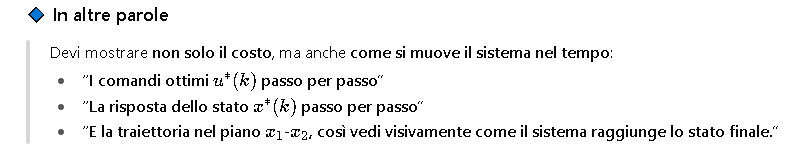 In altre parole
Devi mostrare non solo il costo, ma anche come si muove il sistema nel tempo:
• "I comandi ottimi u*(k) passo per passo"
• "La risposta dello stato x*(k) passo per passo"
• "E la traiettoria nel piano x₁-x₂, così vedi visivamente come il sistema raggiunge lo stato finale."